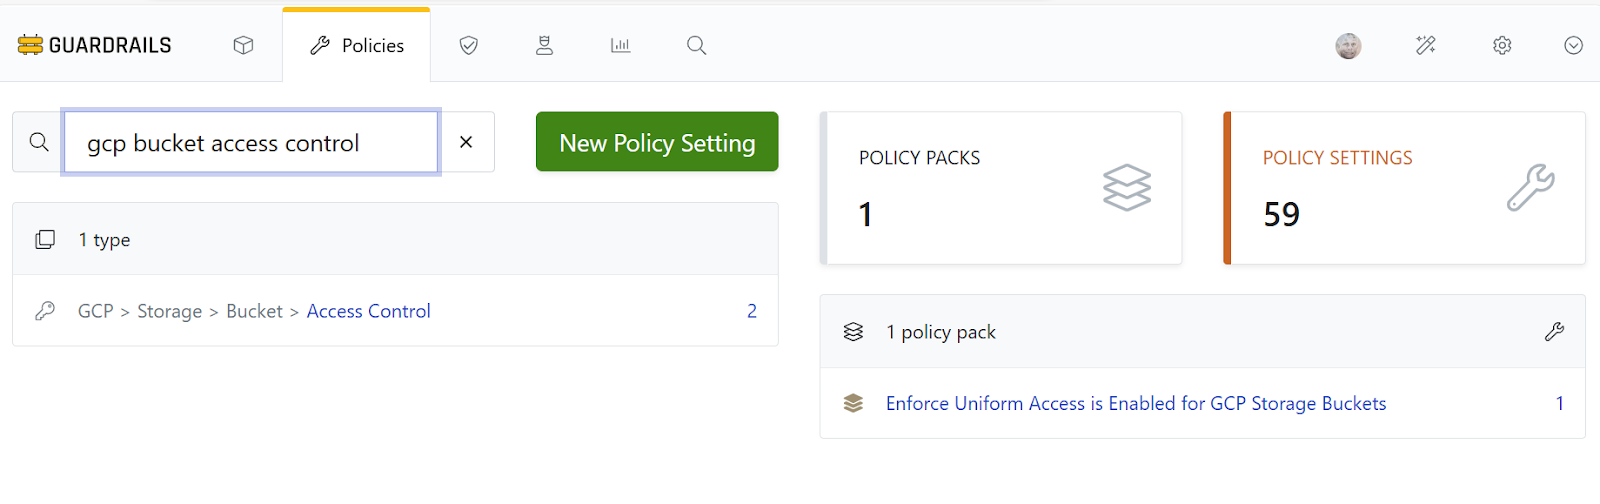 GUARDRAILS
Policies
gcp bucket access control
New Policy Setting
1 type
GCP > Storage > Bucket > Access Control 2
POLICY PACKS
1
POLICY SETTINGS
59
1 policy pack
Enforce Uniform Access is Enabled for GCP Storage Buckets 1